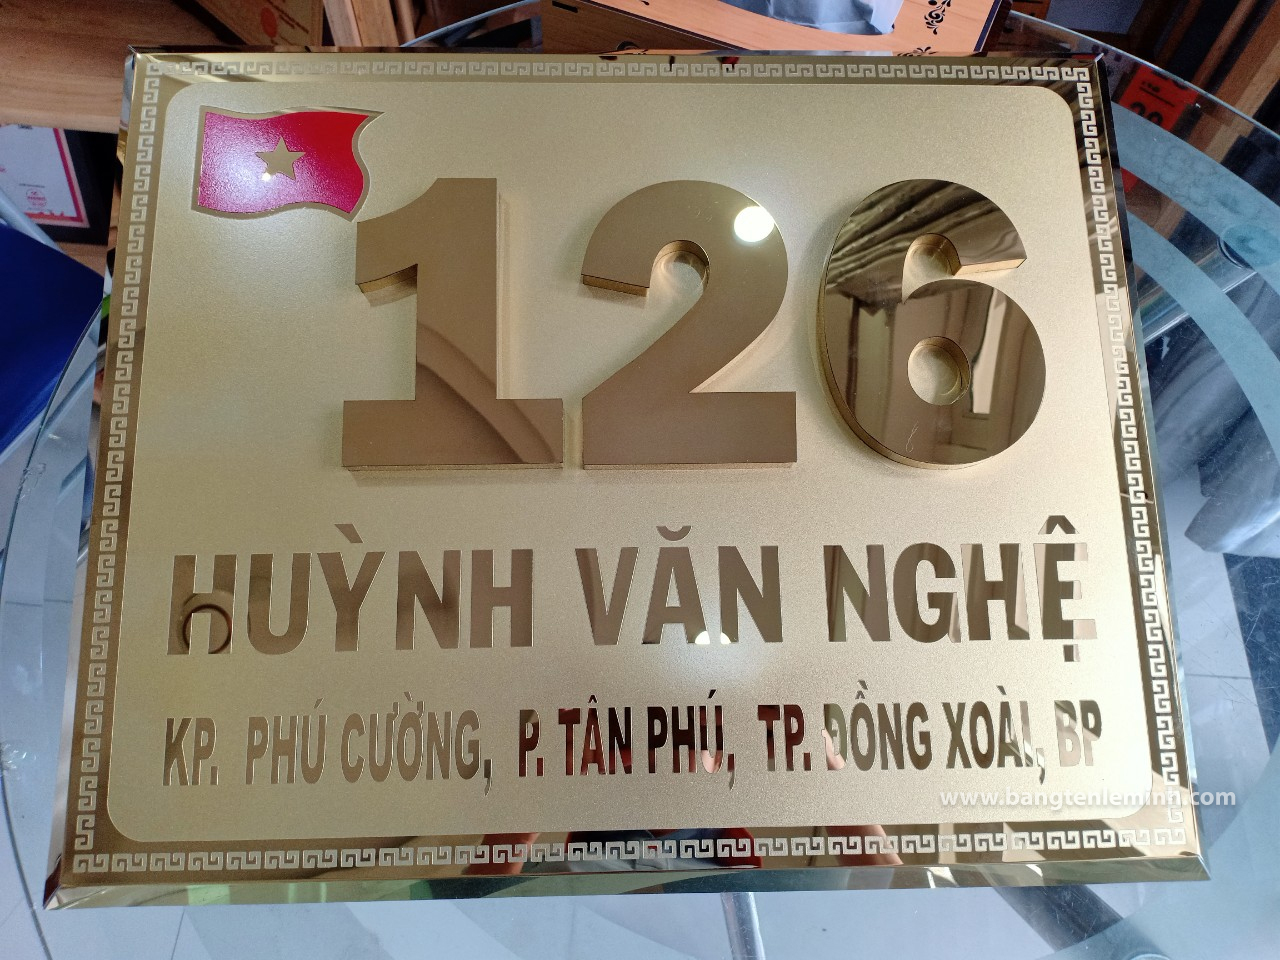 126
HUỲNH VĂN NGHỆ
KP. PHÚ CƯỜNG, P. TÂN PHÚ, TP. ĐỒNG XOÀI, BP
www.bangtenleminh.com